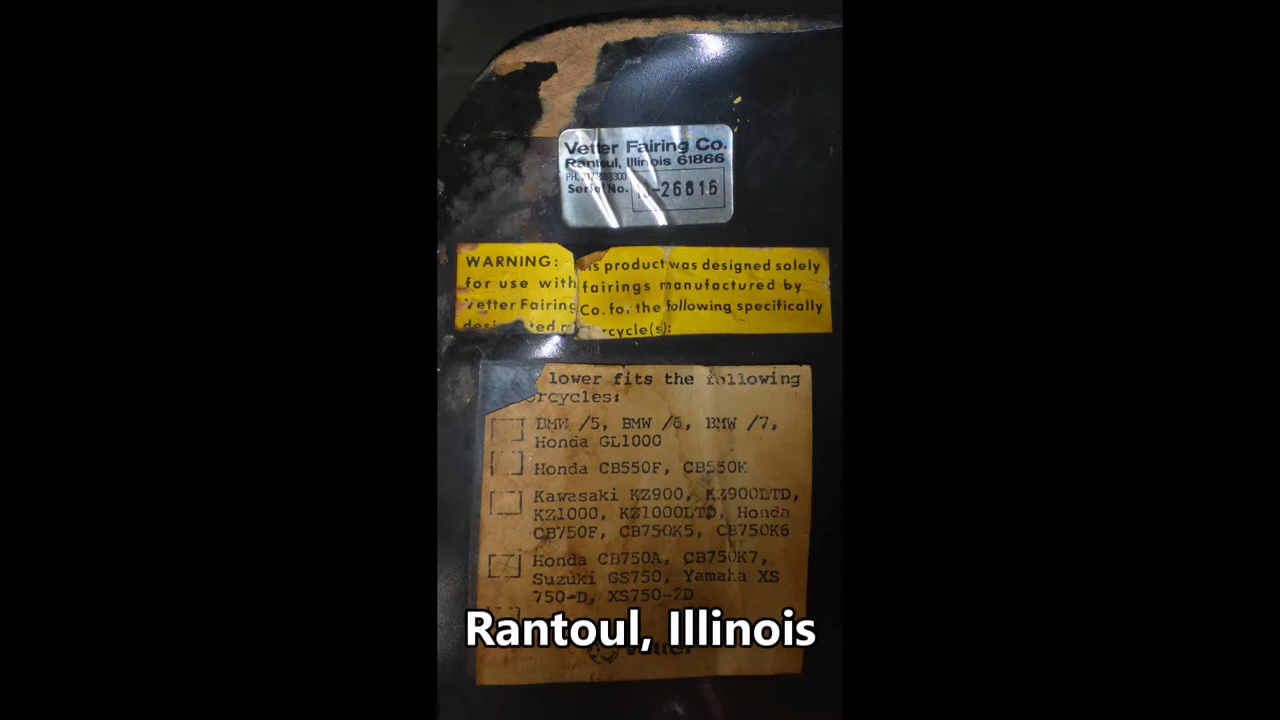 Vetter Fairing Co.
Rantoul, Illinois 61866
Serial No. 26816
WARNING: is product was designed solely
for use with fairings manufactured by
Vetter Fairing Co. for the following specifically
cycle(s):
lower fits the following
rcycles:
BMW /5, BMW /6, BMW /7,
Honda GL1000
Honda CB550F, CB550K
Kawasaki KZ900, KZ900LTD,
KZ1000, KZ1000LTD, Honda
CB750F, CB750K5, CB750K6
Honda CB750A, CB750K7,
Suzuki GS750, Yamaha XS
750-D, XS750-2D
Rantoul, Illinois
Vetter